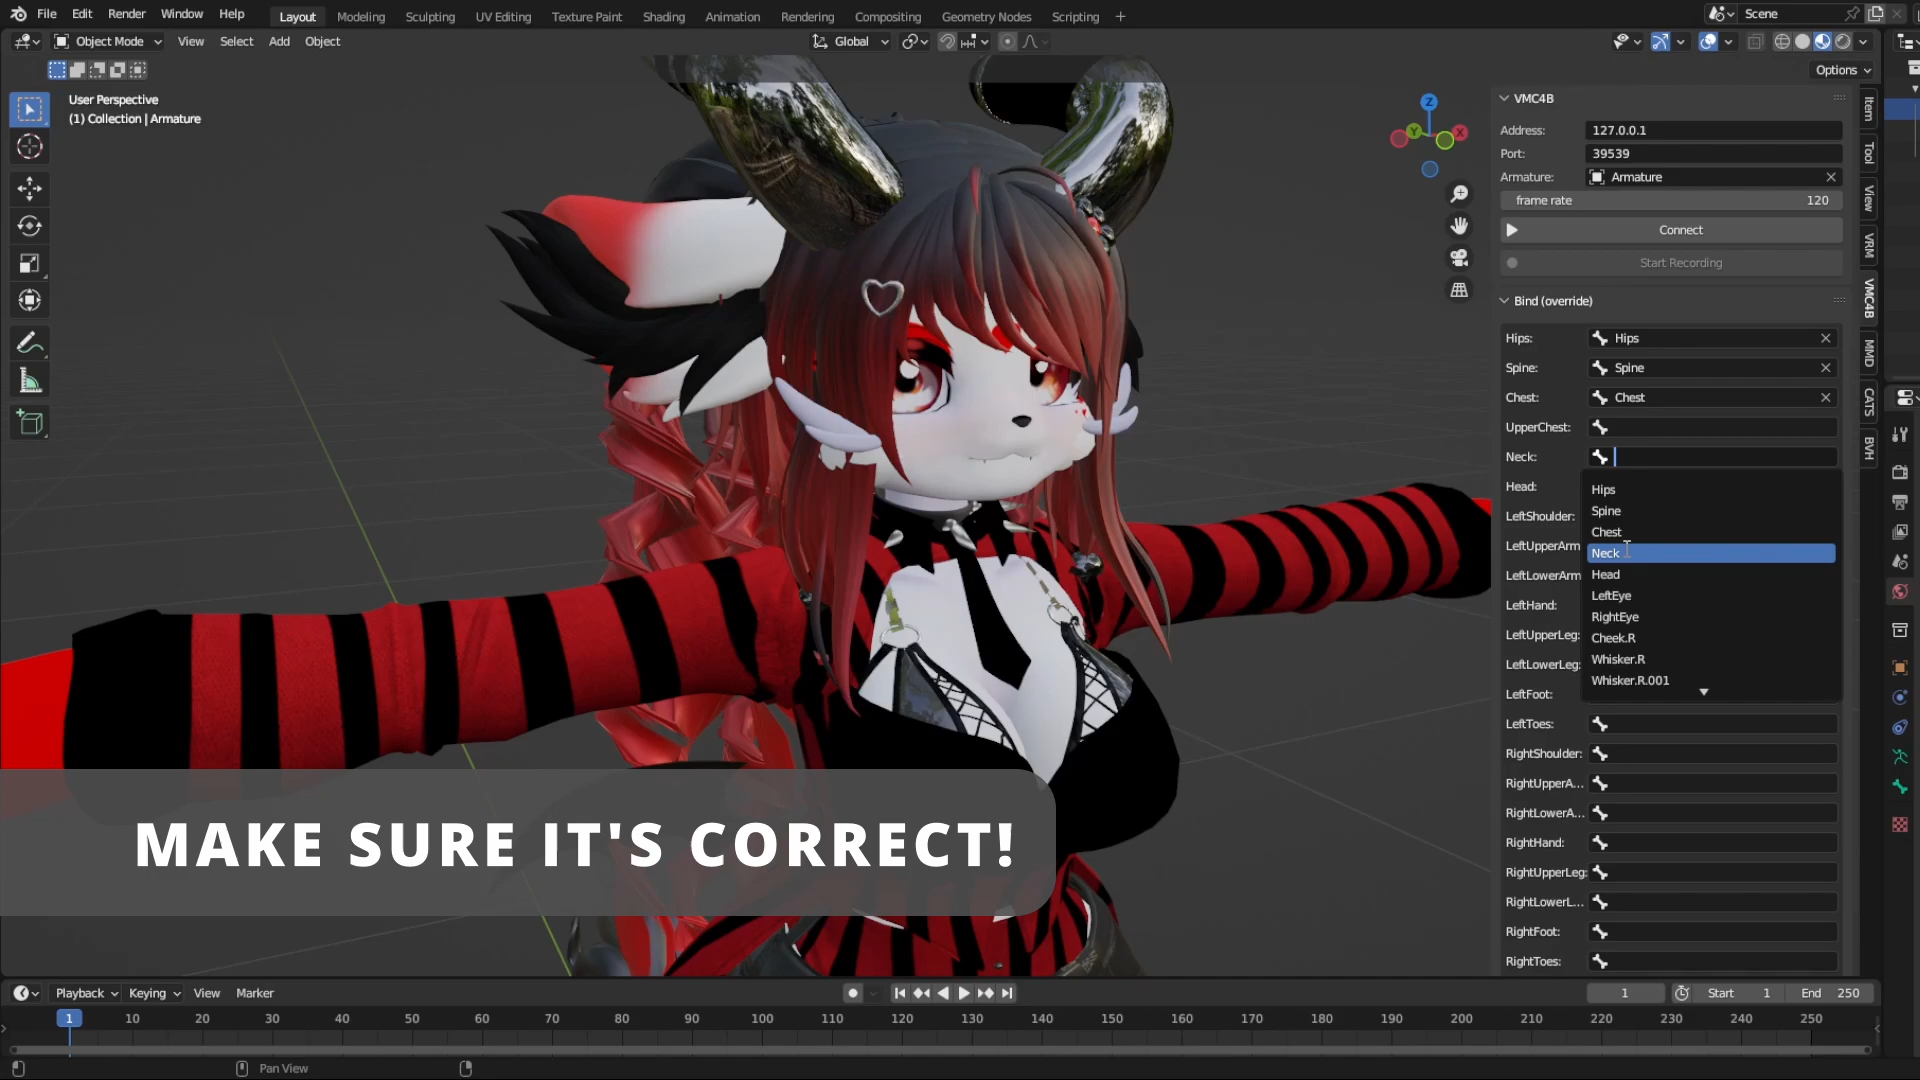 File Edit Render Window Help Layout Modeling Sculpting UV Editing Texture Paint Shading Animation Rendering Compositing Geometry Nodes Scripting + Scene
Object Mode View Select Add Object Global
Options
User Perspective
(1) Collection | Armature
Z
Y
X
VMC4B
Address: 127.0.0.1
Port: 39539
Armature: Armature
frame rate 120
Connect
Start Recording
Bind (override)
Hips: Hips
Spine: Spine
Chest: Chest
UpperChest:
Neck:
Head:
LeftShoulder:
LeftUpperArm
LeftLowerArm
LeftHand:
LeftUpperLeg:
LeftLowerLeg:
LeftFoot:
LeftToes:
RightShoulder:
RightUpperA...
RightLowerA...
RightHand:
RightUpperLeg:
RightLowerL...
RightFoot:
RightToes:
Hips
Spine
Chest
Neck
Head
LeftEye
RightEye
Cheek.R
Whisker.R
Whisker.R.001
Item
Tool
View
VRM
VMC4B
MMD
CATS
BVH
MAKE SURE IT'S CORRECT!
Playback Keying View Marker 1 Start 1 End 250
1 10 20 30 40 50 60 70 80 90 100 110 120 130 140 150 160 170 180 190 200 210 220 230 240 250
Pan View